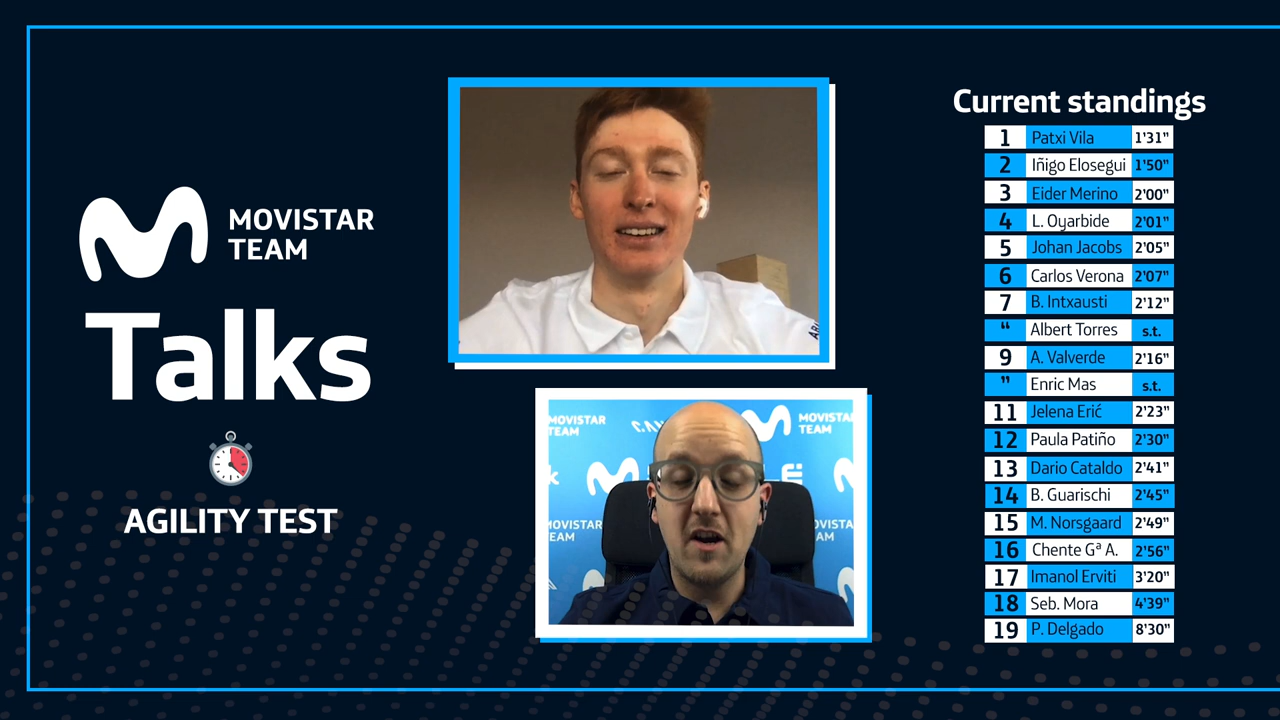 MOVISTAR
TEAM
Talks
AGILITY TEST
MOVISTAR
TEAM
MOVISTAR
TEAM
Current standings
1 Patxi Vila 1'31”
2 Iñigo Elosegui 1'50”
3 Eider Merino 2'00”
4 L. Oyarbide 2'01”
5 Johan Jacobs 2'05”
6 Carlos Verona 2'07”
7 B. Intxausti 2'12”
“ Albert Torres s.t.
9 A. Valverde 2'16”
” Enric Mas s.t.
11 Jelena Erić 2'23”
12 Paula Patiño 2'30”
13 Dario Cataldo 2'41”
14 B. Guarischi 2'45”
15 M. Norsgaard 2'49”
16 Chente Gª A. 2'56”
17 Imanol Erviti 3'20”
18 Seb. Mora 4'39”
19 P. Delgado 8'30”